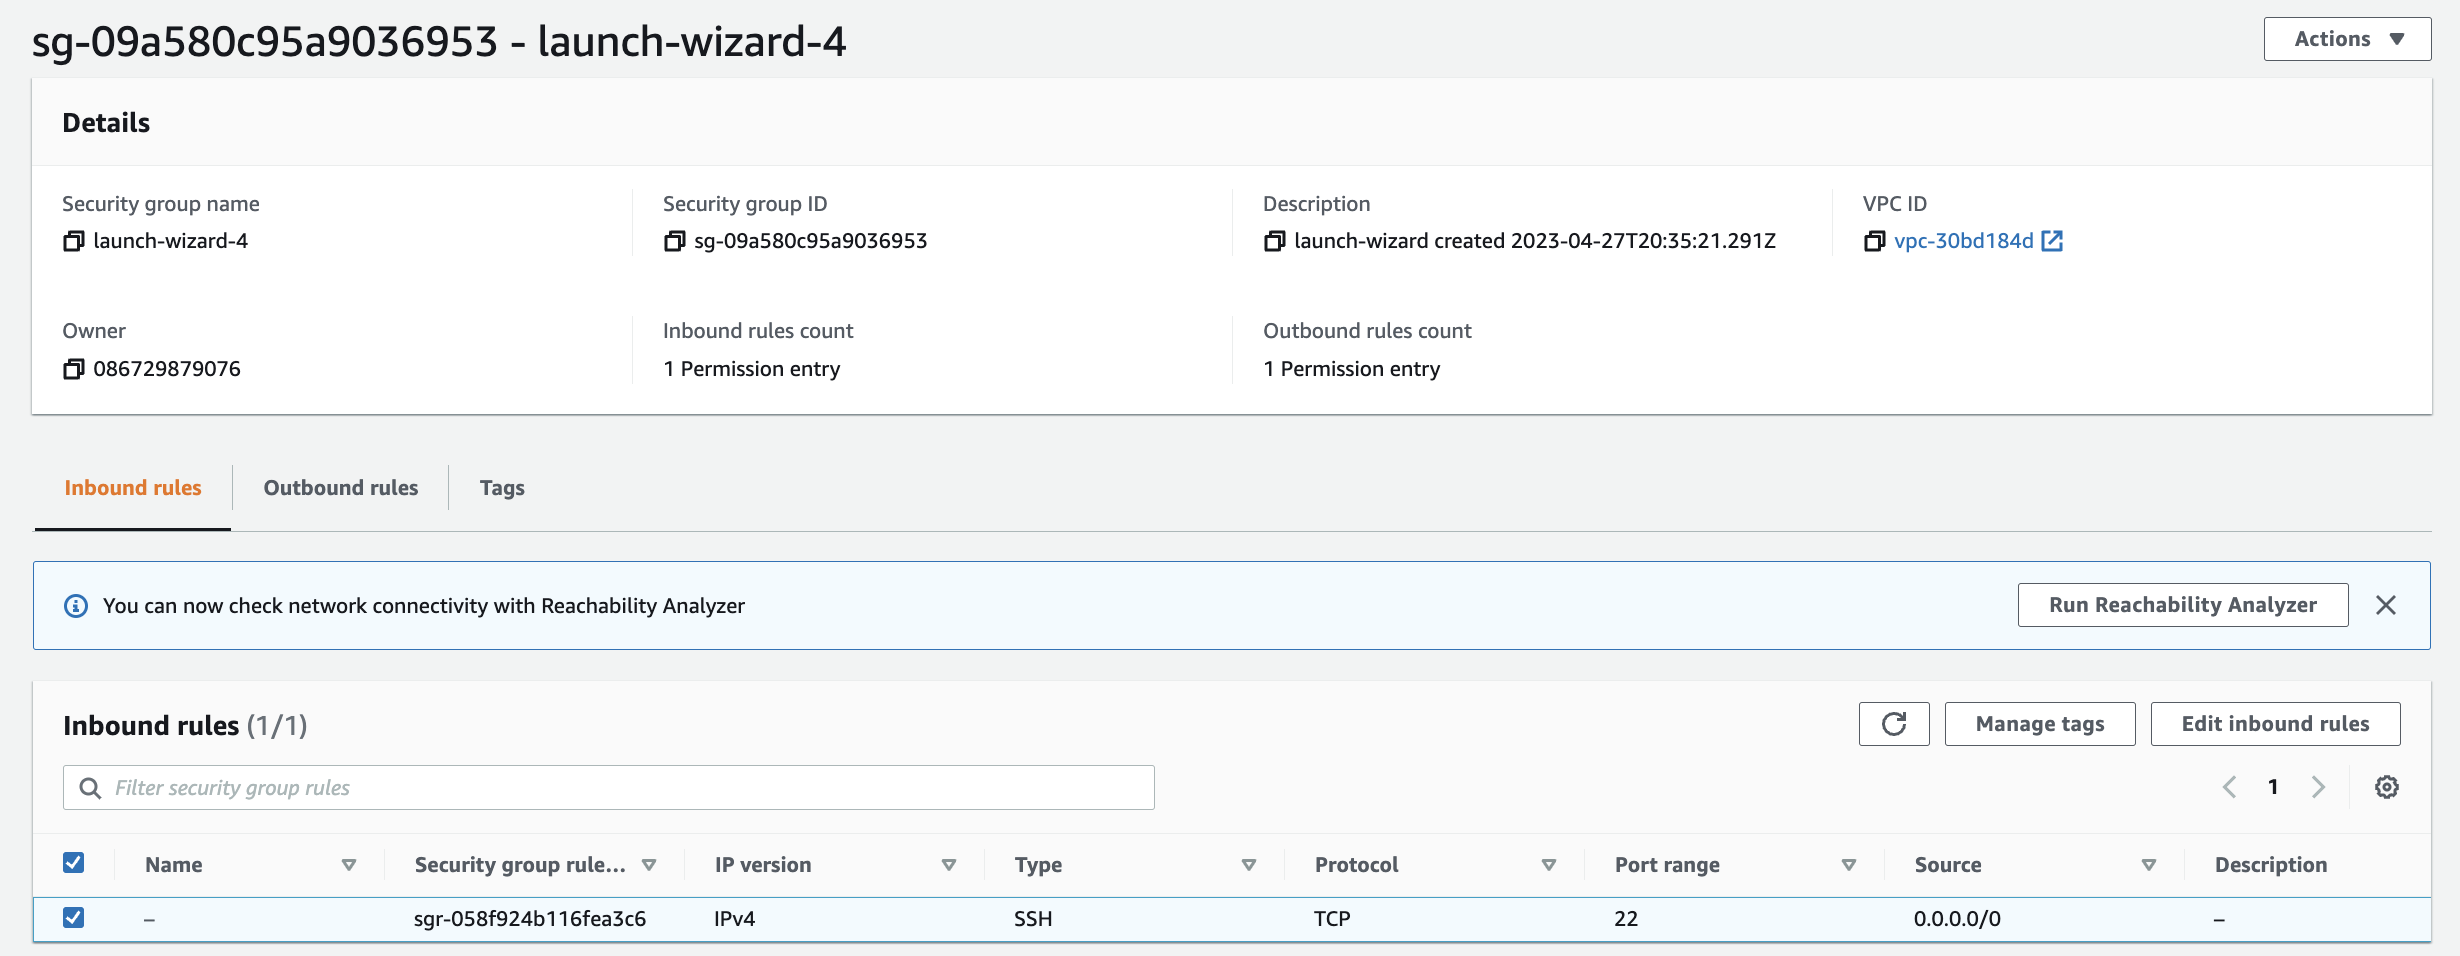 sg-09a580c95a9036953 - launch-wizard-4
Actions
Details
Security group name
launch-wizard-4
Security group ID
sg-09a580c95a9036953
Description
launch-wizard created 2023-04-27T20:35:21.291Z
VPC ID
vpc-30bd184d
Owner
086729879076
Inbound rules count
1 Permission entry
Outbound rules count
1 Permission entry
Inbound rules
Outbound rules
Tags
You can now check network connectivity with Reachability Analyzer
Run Reachability Analyzer
Inbound rules (1/1)
Manage tags
Edit inbound rules
Filter security group rules
1
Name Security group rule... IP version Type Protocol Port range Source Description
– sgr-058f924b116fea3c6 IPv4 SSH TCP 22 0.0.0.0/0 –